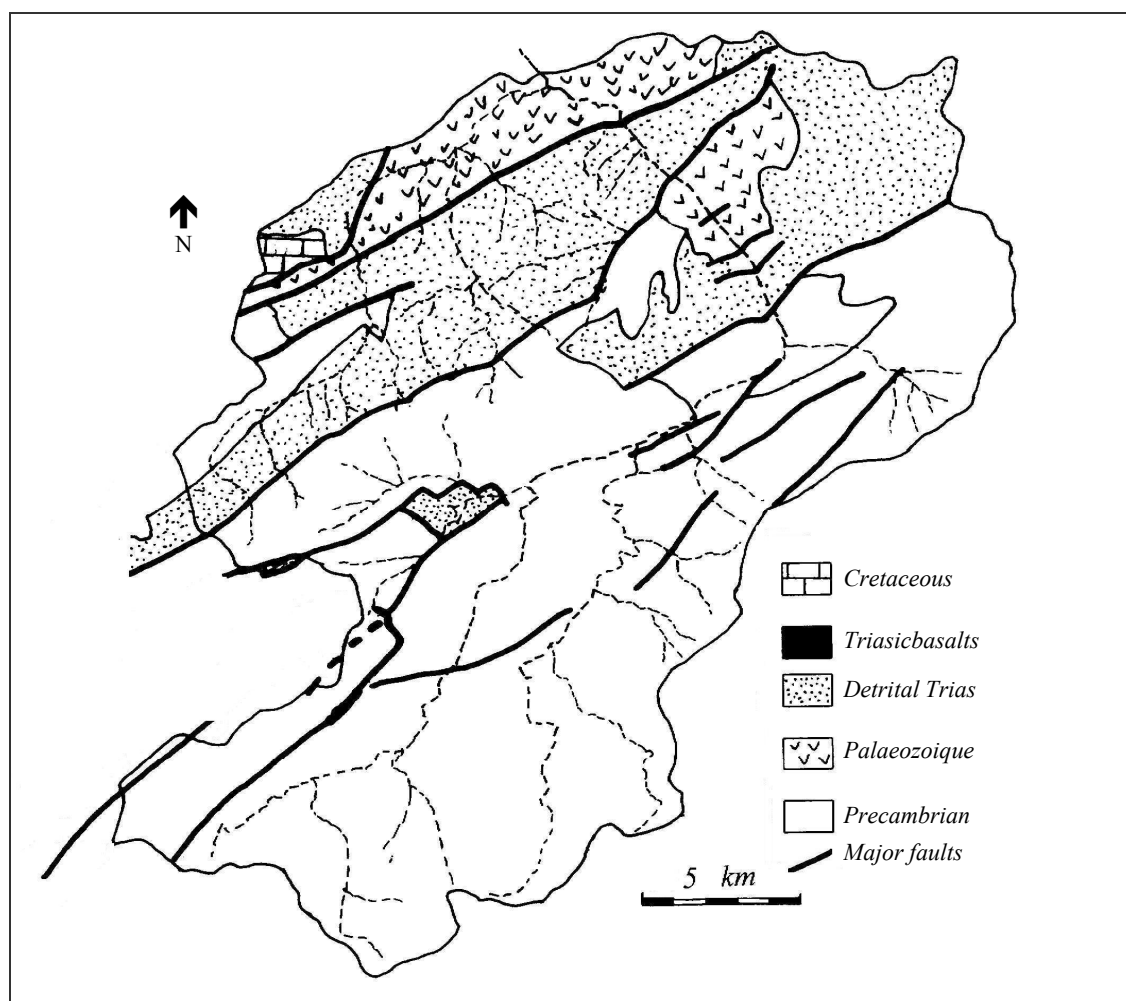 N
Cretaceous
Triasicbasalts
Detrital Trias
Palaeozoique
Precambrian
Major faults
5 km